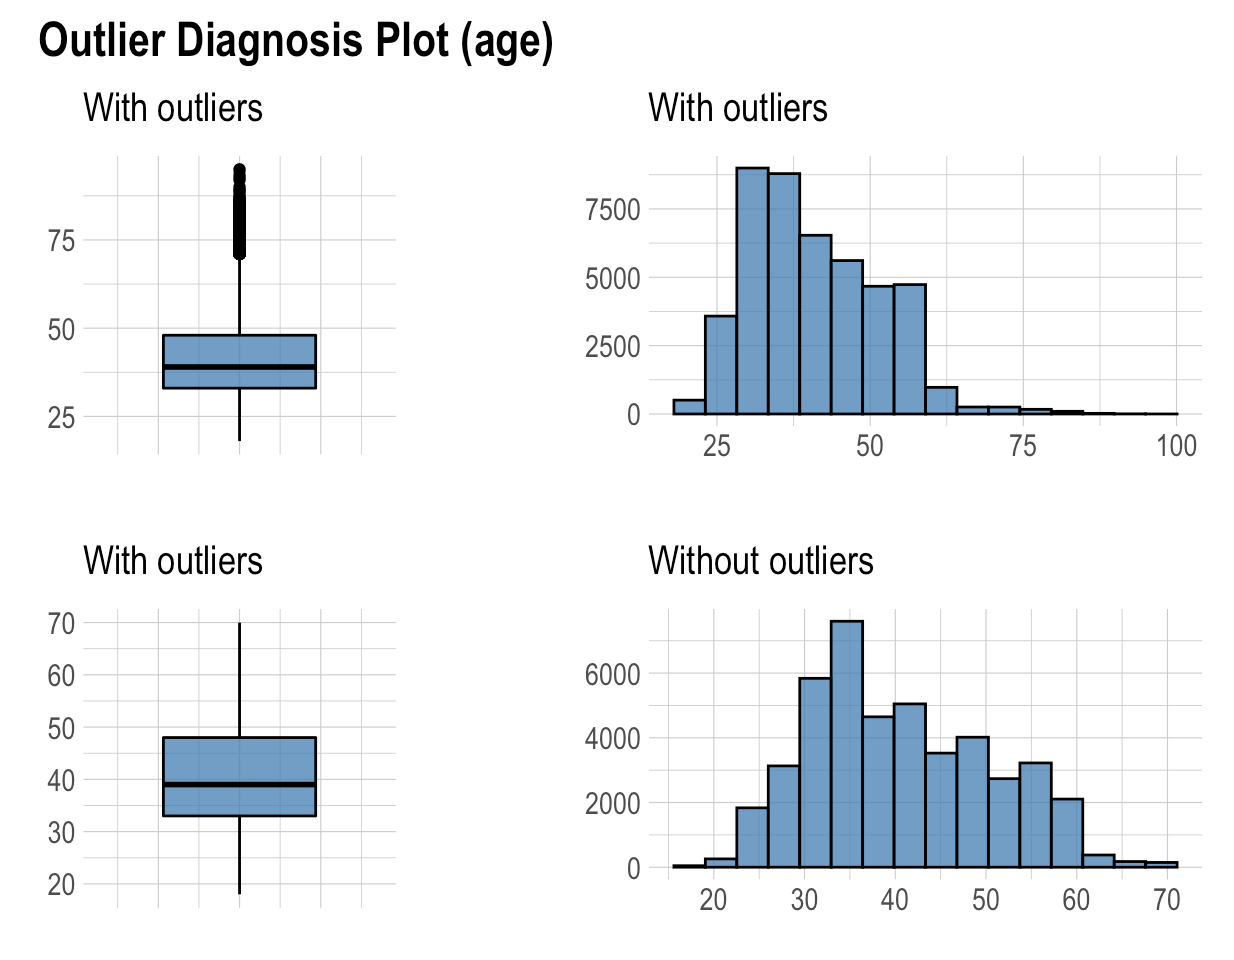 Outlier Diagnosis Plot (age)
With outliers
75
50
25
With outliers
7500
5000
2500
0
25 50 75 100
With outliers
70
60
50
40
30
20
Without outliers
6000
4000
2000
0
20 30 40 50 60 70